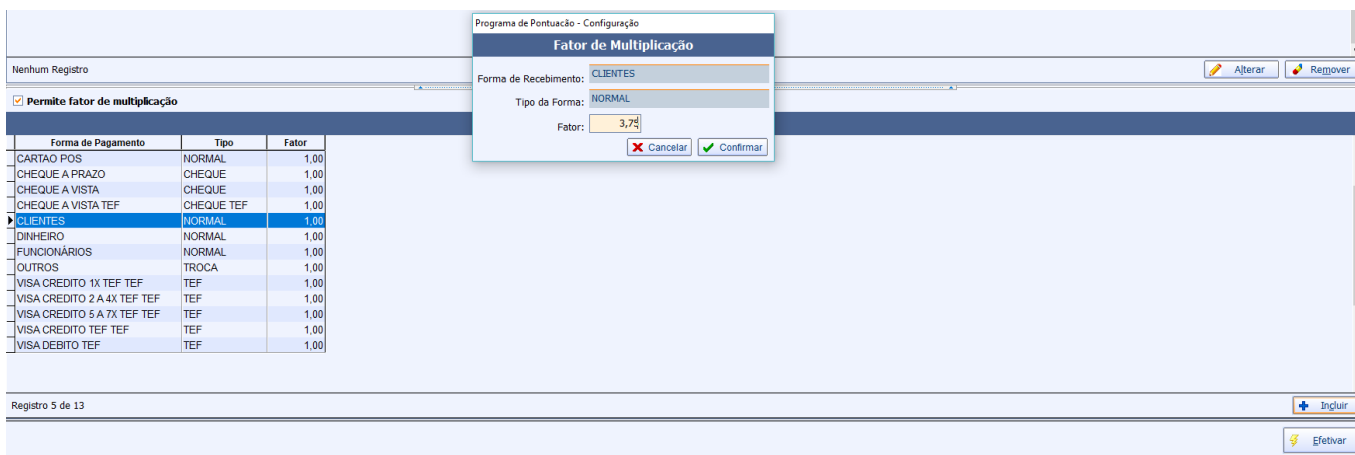 Programa de Pontuacão - Configuração
Fator de Multiplicação
Forma de Recebimento: CLIENTES
Tipo da Forma: NORMAL
Fator: 3,75
Cancelar Confirmar
Nenhum Registro
Alterar Remover
Permite fator de multiplicação
Forma de Pagamento Tipo Fator
CARTAO POS NORMAL 1,00
CHEQUE A PRAZO CHEQUE 1,00
CHEQUE A VISTA CHEQUE 1,00
CHEQUE A VISTA TEF CHEQUE TEF 1,00
CLIENTES NORMAL 1,00
DINHEIRO NORMAL 1,00
FUNCIONÁRIOS NORMAL 1,00
OUTROS TROCA 1,00
VISA CREDITO 1X TEF TEF TEF 1,00
VISA CREDITO 2 A 4X TEF TEF TEF 1,00
VISA CREDITO 5 A 7X TEF TEF TEF 1,00
VISA CREDITO TEF TEF TEF 1,00
VISA DEBITO TEF TEF 1,00
Registro 5 de 13
Incluir
Efetivar